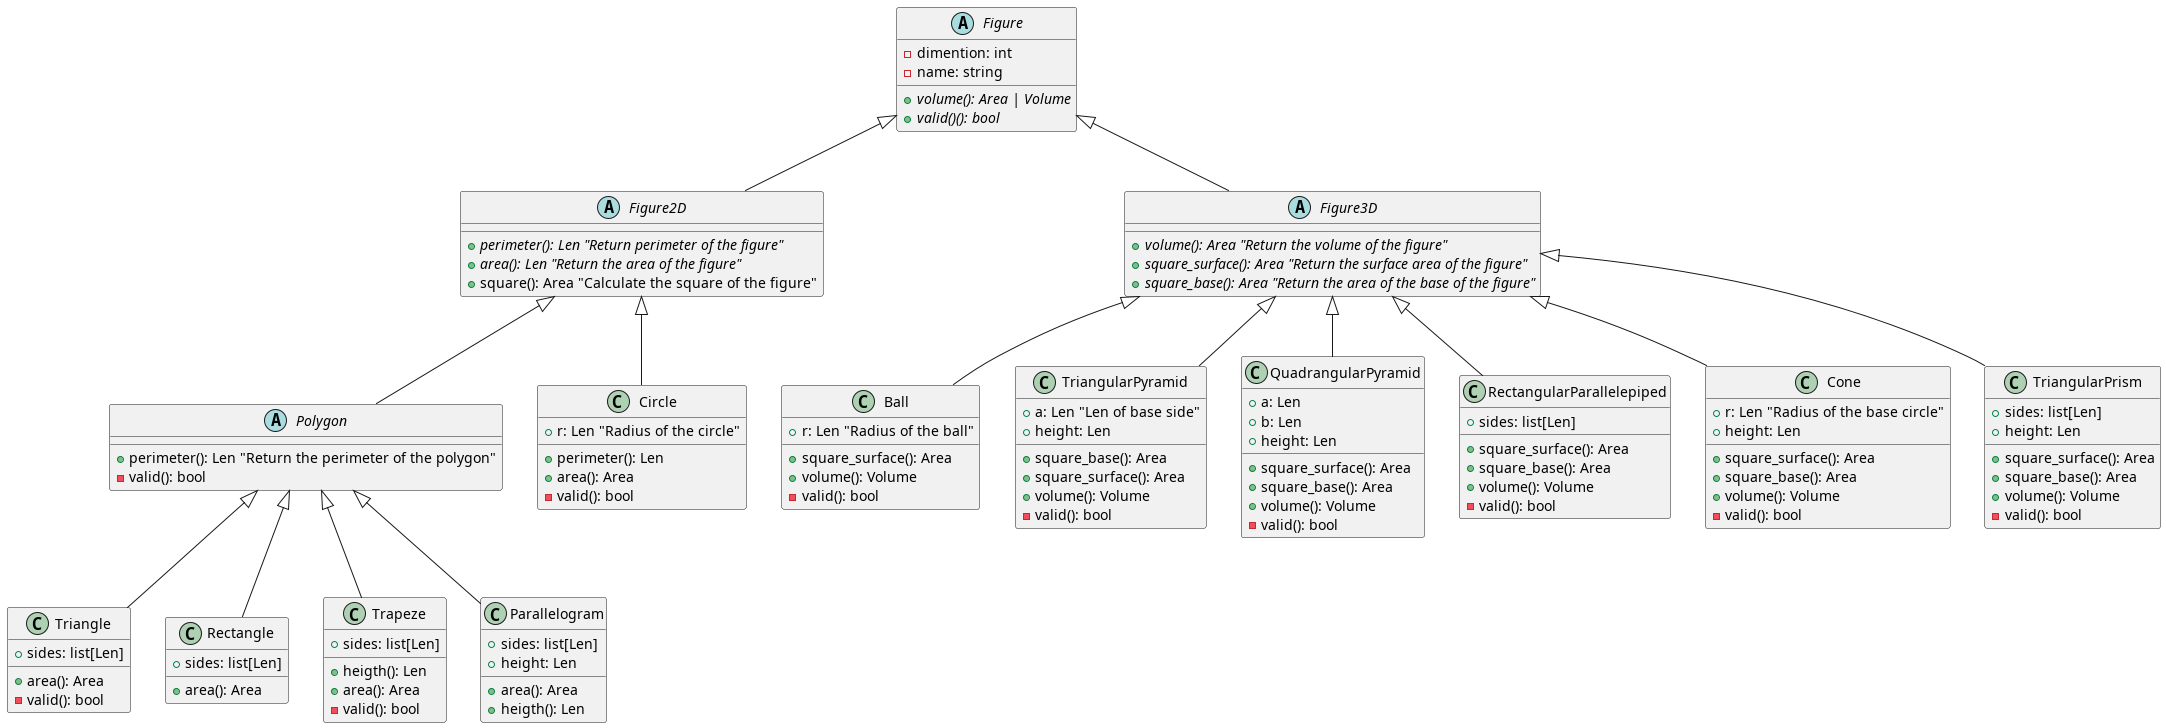 A Figure
dimention: int
name: string
volume(): Area | Volume
valid()(): bool
A Figure2D
perimeter(): Len "Return perimeter of the figure"
area(): Len "Return the area of the figure"
square(): Area "Calculate the square of the figure"
A Figure3D
volume(): Area "Return the volume of the figure"
square_surface(): Area "Return the surface area of the figure"
square_base(): Area "Return the area of the base of the figure"
A Polygon
perimeter(): Len "Return the perimeter of the polygon"
valid(): bool
C Circle
r: Len "Radius of the circle"
perimeter(): Len
area(): Area
valid(): bool
C Ball
r: Len "Radius of the ball"
square_surface(): Area
volume(): Volume
valid(): bool
C TriangularPyramid
a: Len "Len of base side"
height: Len
square_base(): Area
square_surface(): Area
volume(): Volume
valid(): bool
C QuadrangularPyramid
a: Len
b: Len
height: Len
square_surface(): Area
square_base(): Area
volume(): Volume
valid(): bool
C RectangularParallelepiped
sides: list[Len]
square_surface(): Area
square_base(): Area
volume(): Volume
valid(): bool
C Cone
r: Len "Radius of the base circle"
height: Len
square_surface(): Area
square_base(): Area
volume(): Volume
valid(): bool
C TriangularPrism
sides: list[Len]
height: Len
square_surface(): Area
square_base(): Area
volume(): Volume
valid(): bool
C Triangle
sides: list[Len]
area(): Area
valid(): bool
C Rectangle
sides: list[Len]
area(): Area
C Trapeze
sides: list[Len]
heigth(): Len
area(): Area
valid(): bool
C Parallelogram
sides: list[Len]
height: Len
area(): Area
heigth(): Len